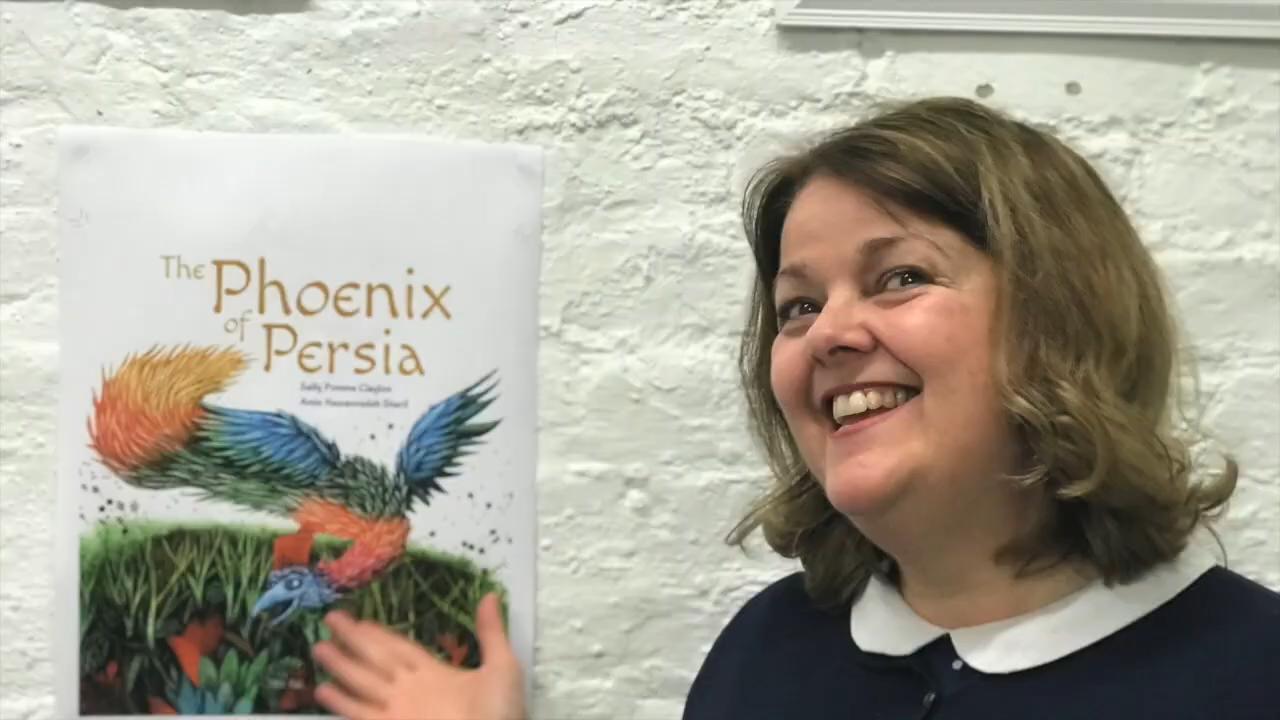 The Phoenix
of Persia
Sally Pomme Clayton
Amin Hassanzadeh Sharif